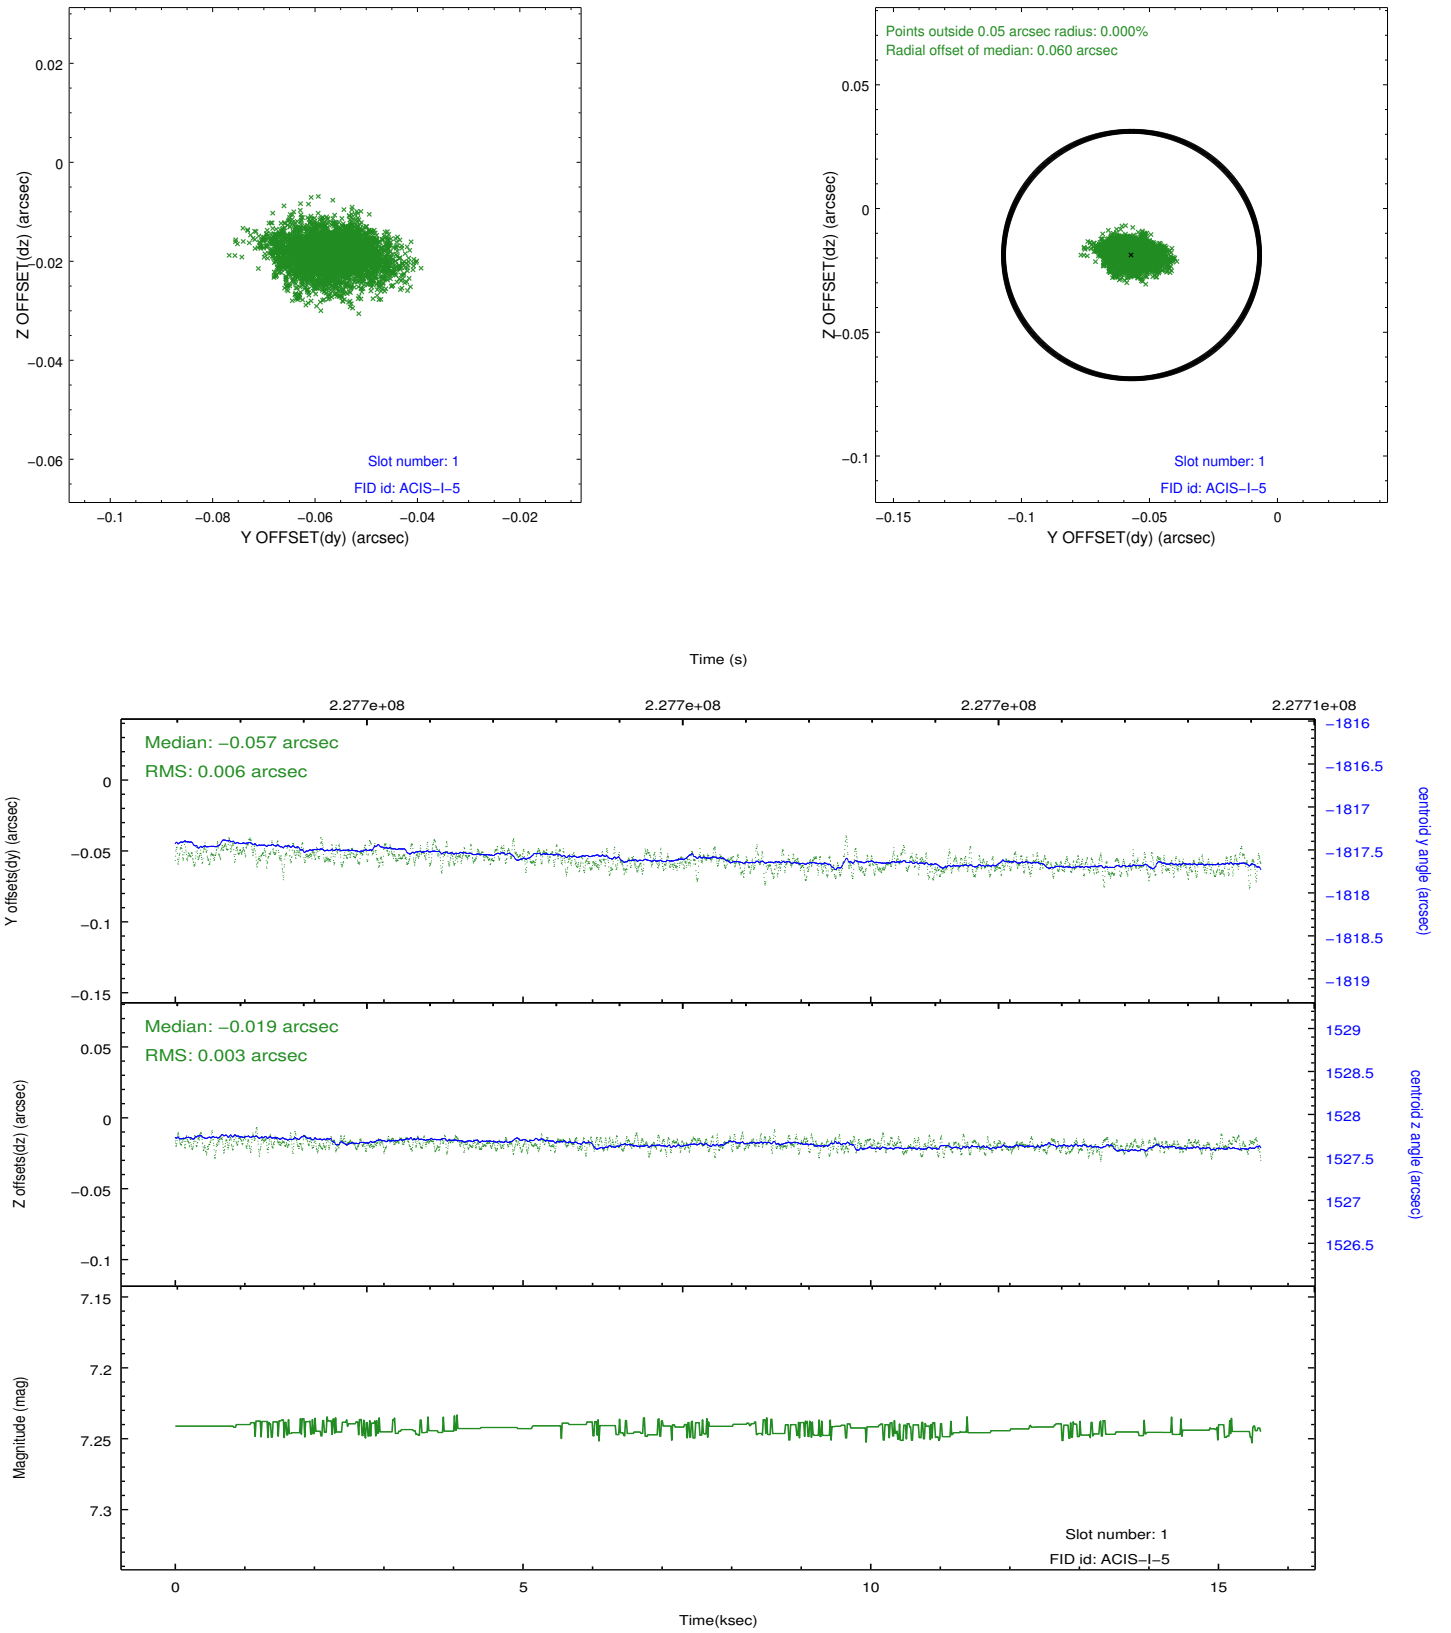 0.02
0
−0.02
−0.04
−0.06
Z OFFSET(dz) (arcsec)
Slot number: 1
FID id: ACIS−I−5
−0.1
−0.08
−0.06
−0.04
−0.02
Y OFFSET(dy) (arcsec)
Points outside 0.05 arcsec radius: 0.000%
Radial offset of median: 0.060 arcsec
0.05
0
−0.05
−0.1
Z OFFSET(dz) (arcsec)
Slot number: 1
FID id: ACIS−I−5
−0.15
−0.1
−0.05
0
Y OFFSET(dy) (arcsec)
Time (s)
2.277e+08
2.277e+08
2.277e+08
2.2771e+08
Median: −0.057 arcsec
RMS: 0.006 arcsec
0
−0.05
−0.1
−0.15
Y offsets(dy) (arcsec)
−1816
−1816.5
−1817
−1817.5
−1818
−1818.5
−1819
centroid y angle (arcsec)
Median: −0.019 arcsec
RMS: 0.003 arcsec
0.05
0
−0.05
−0.1
Z offsets(dz) (arcsec)
1529
1528.5
1528
1527.5
1527
1526.5
centroid z angle (arcsec)
7.15
7.2
7.25
7.3
Magnitude (mag)
Slot number: 1
FID id: ACIS−I−5
0
5
10
15
Time(ksec)